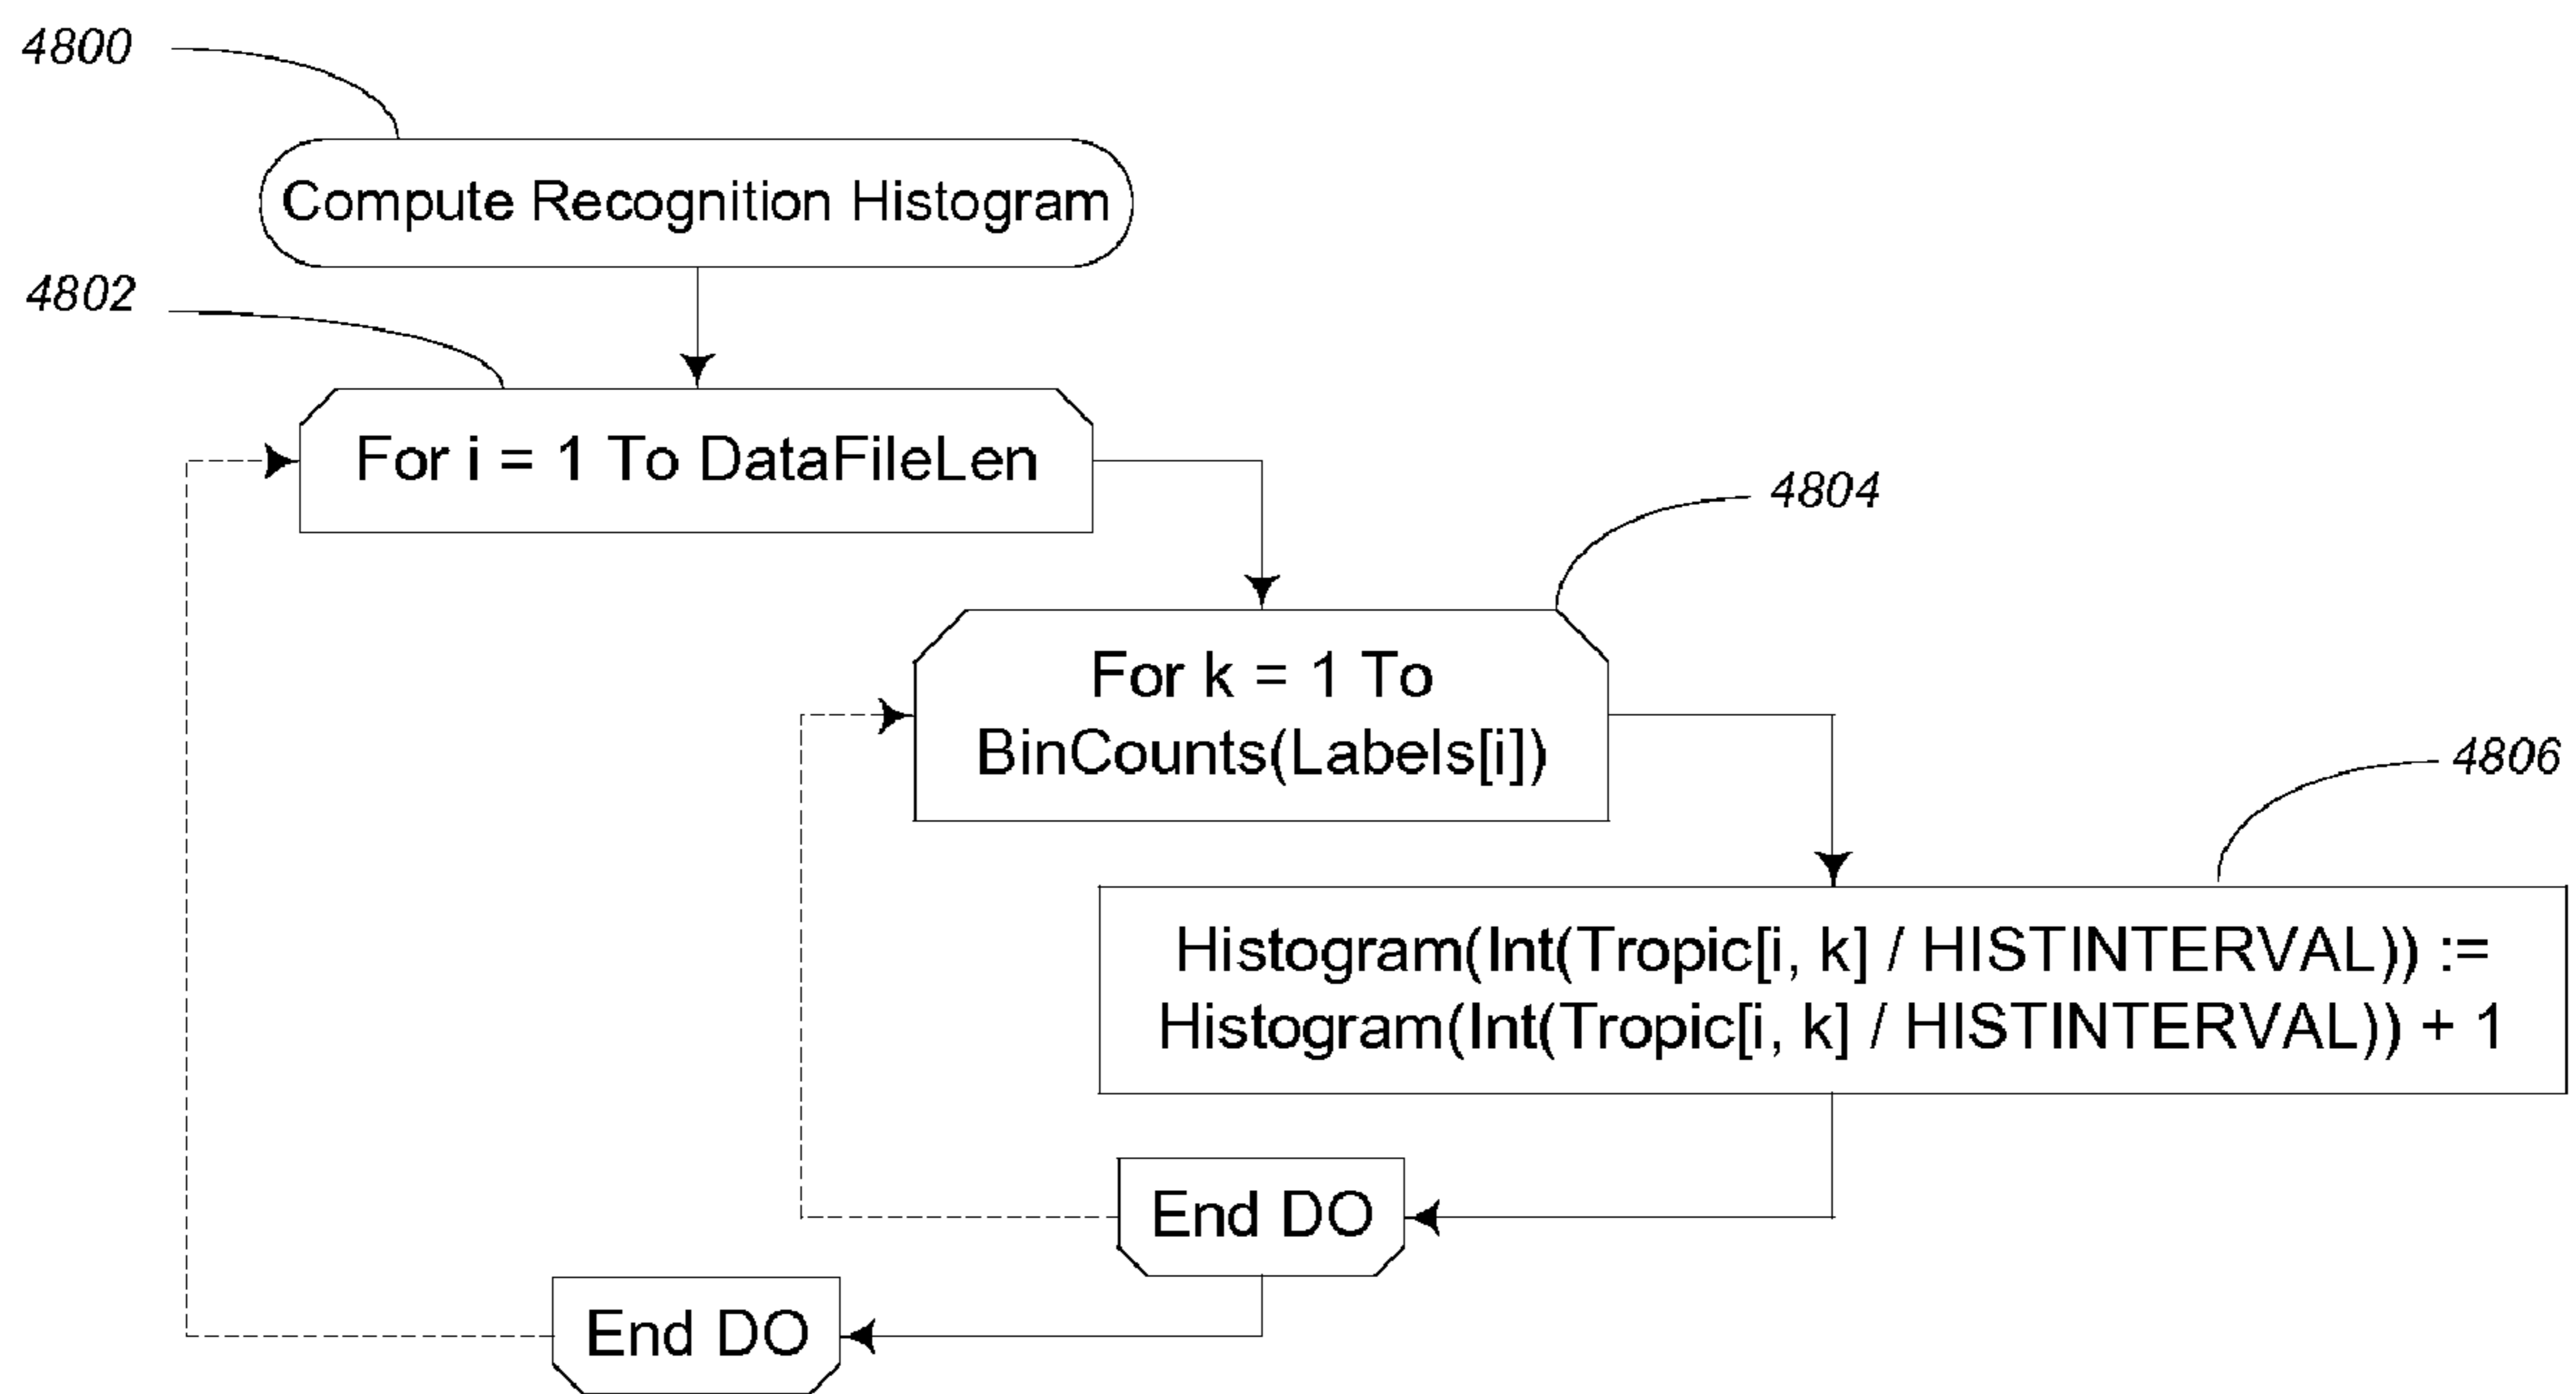 4800
Compute Recognition Histogram
4802
For i = 1 To DataFileLen
4804
For k = 1 To
BinCounts(Labels[i])
4806
Histogram(Int(Tropic[i, k] / HISTINTERVAL)) :=
Histogram(Int(Tropic[i, k] / HISTINTERVAL)) + 1
End DO
End DO